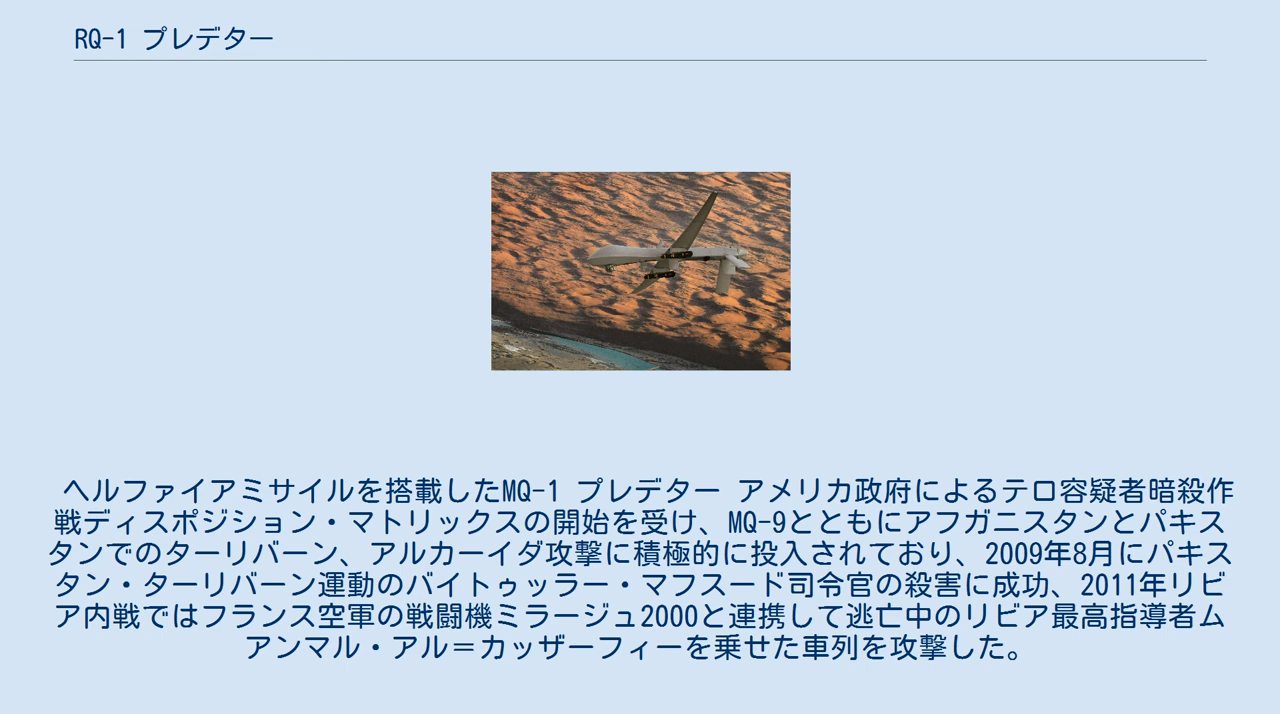 RQ-1 プレデター
ヘルファイアミサイルを搭載したMQ-1 プレデター アメリカ政府によるテロ容疑者暗殺作
戦ディスポジション・マトリックスの開始を受け、MQ-9とともにアフガニスタンとパキス
タンでのターリバーン、アルカーイダ攻撃に積極的に投入されており、2009年8月にパキス
タン・ターリバーン運動のバイトゥッラー・マフスード司令官の殺害に成功、2011年リビ
ア内戦ではフランス空軍の戦闘機ミラージュ2000と連携して逃亡中のリビア最高指導者ム
アンマル・アル＝カッザーフィーを乗せた車列を攻撃した。